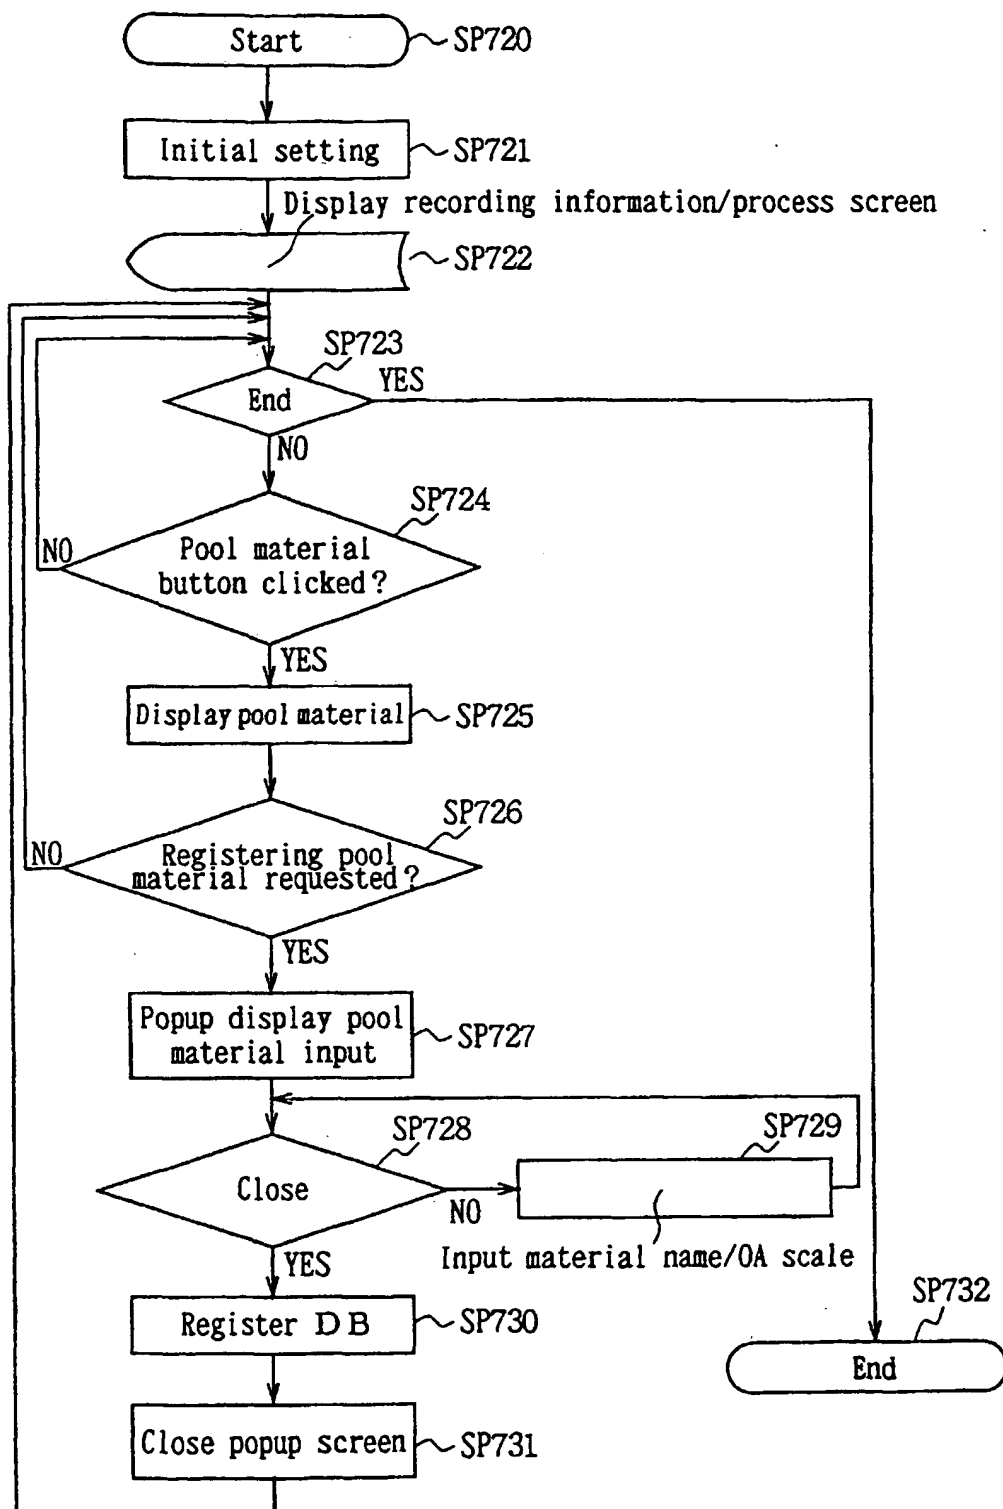 Start
SP720
Initial setting
SP721
Display recording information/process screen
SP722
SP723
YES
End
NO
SP724
NO
Pool material
button clicked?
YES
Display pool material
SP725
SP726
NO
Registering pool
material requested?
YES
Popup display pool
material input
SP727
SP728
SP729
Close
NO
Input material name/OA scale
YES
SP732
Register DB
SP730
End
Close popup screen
SP731